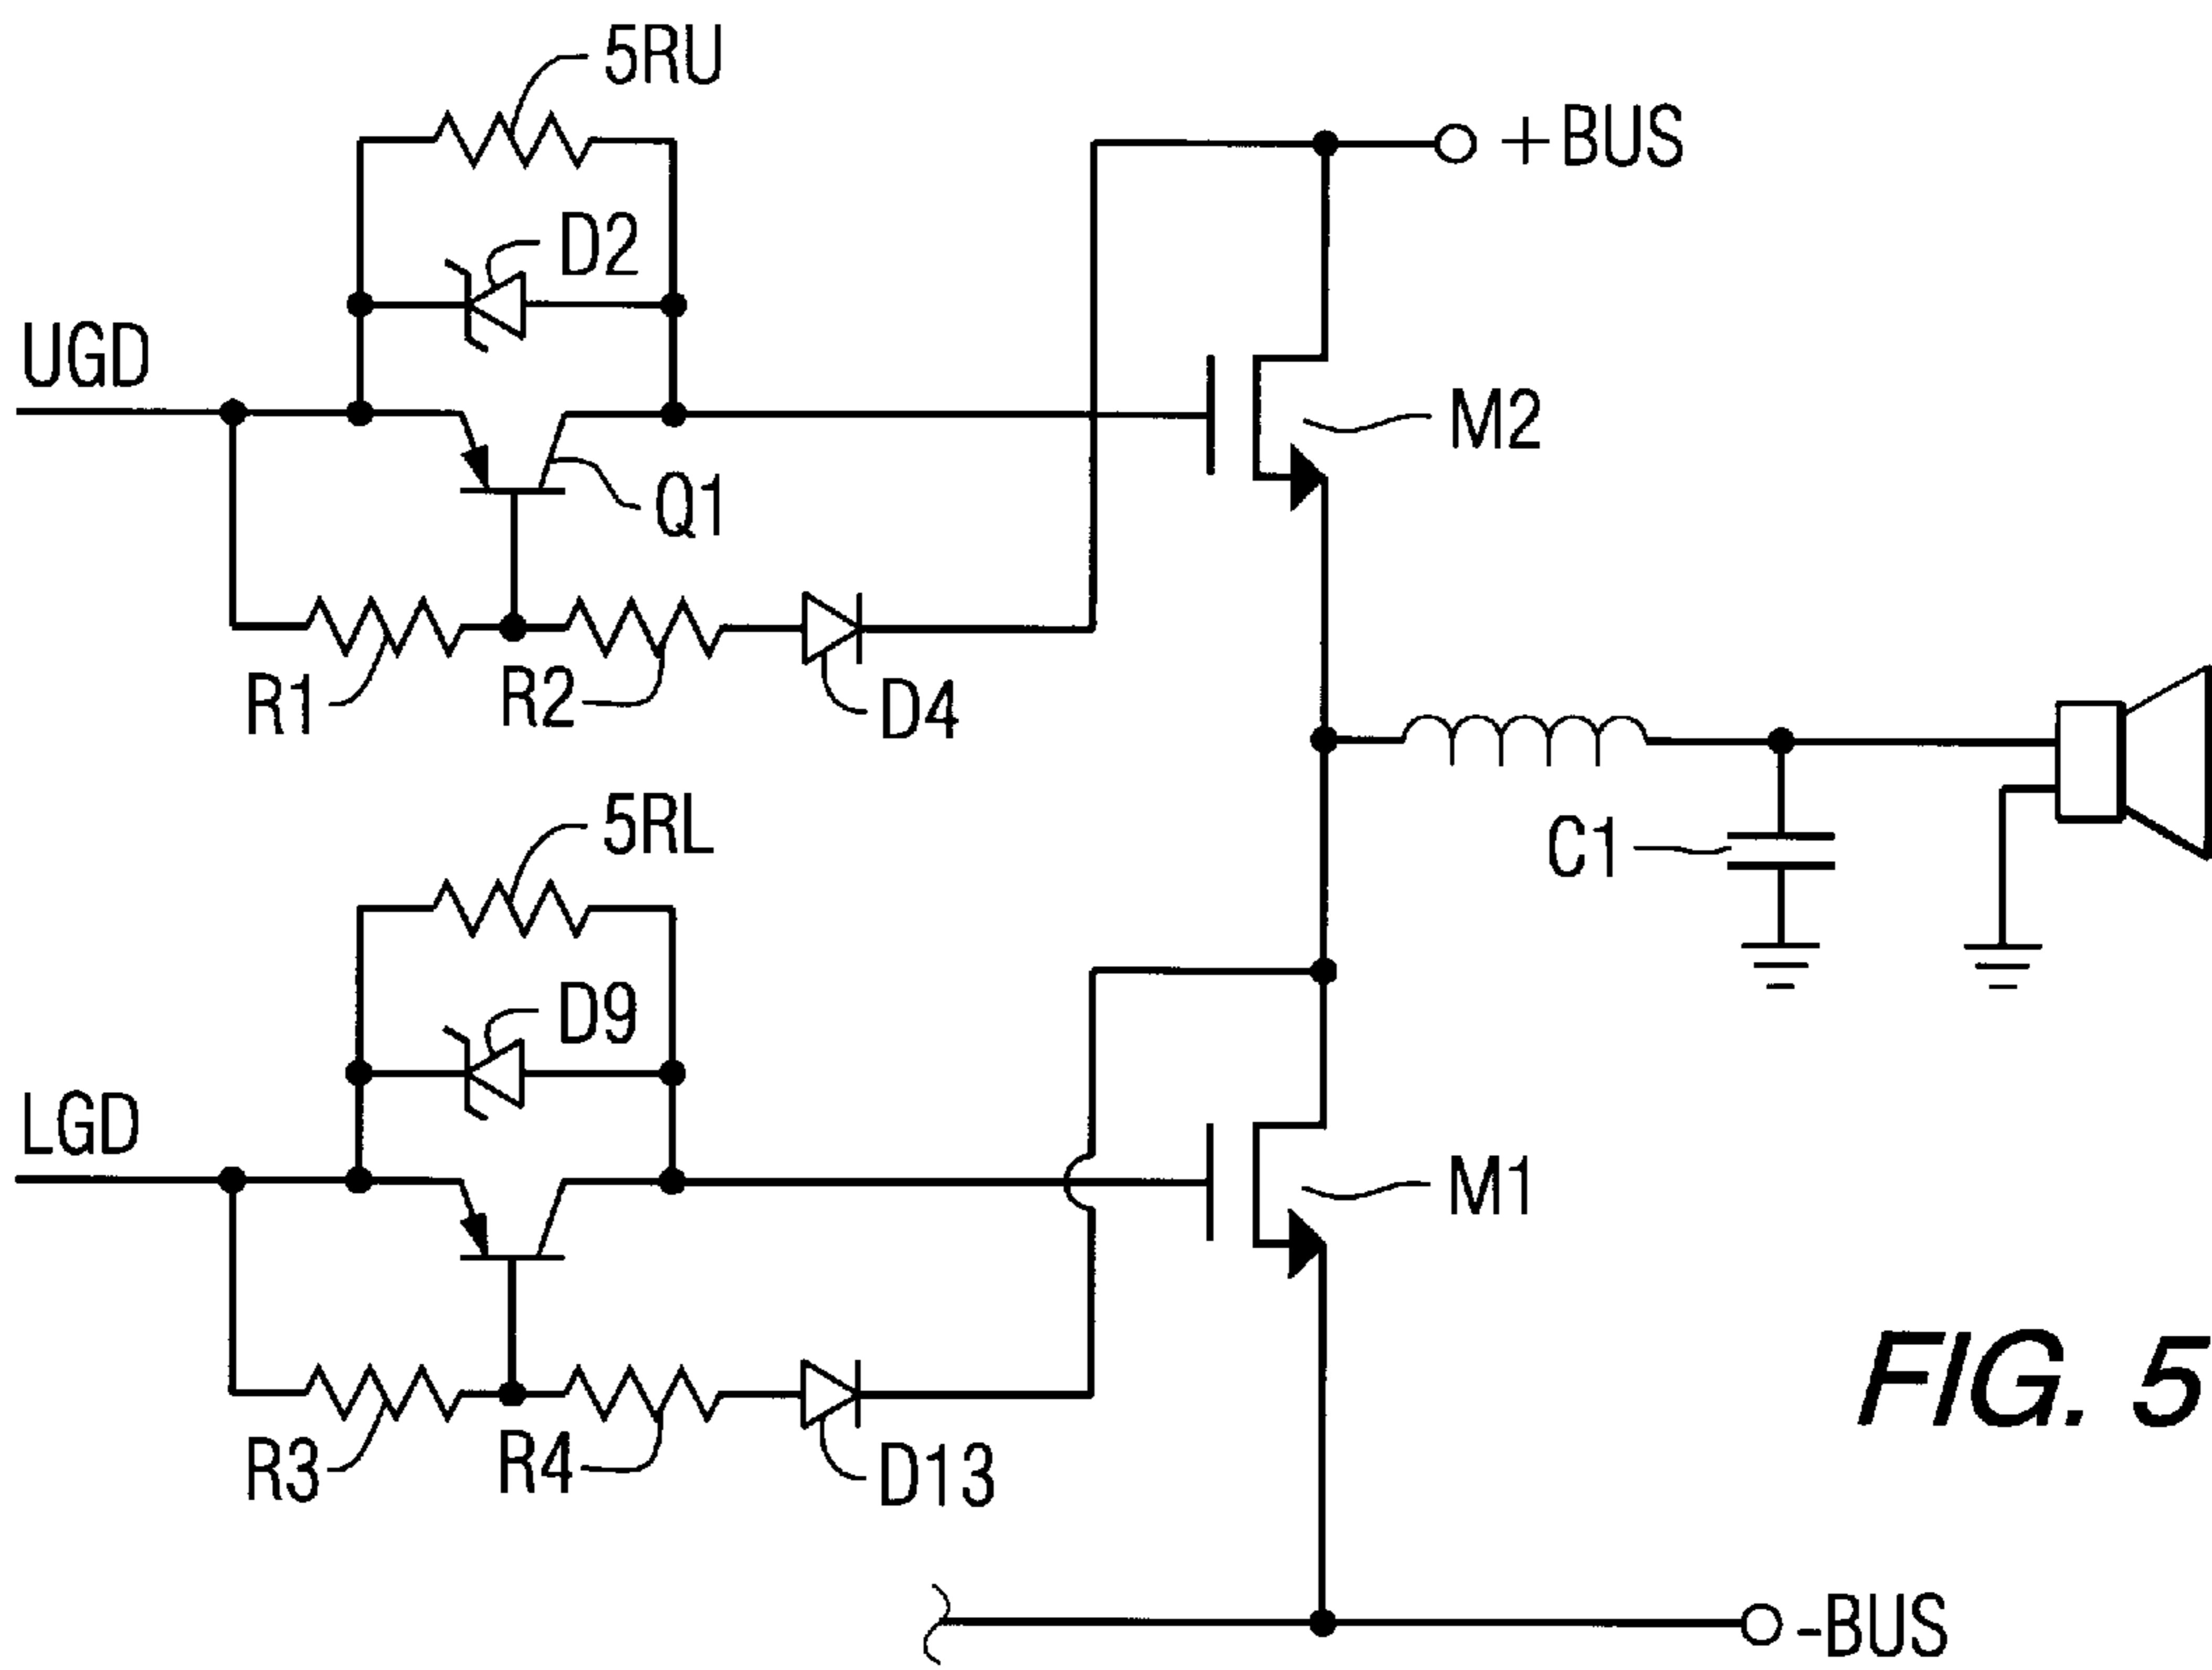 5RU
+BUS
D2
UGD
M2
Q1
R1
R2
D4
5RL
C1
D9
LGD
M1
R3
R4
D13
FIG. 5
-BUS